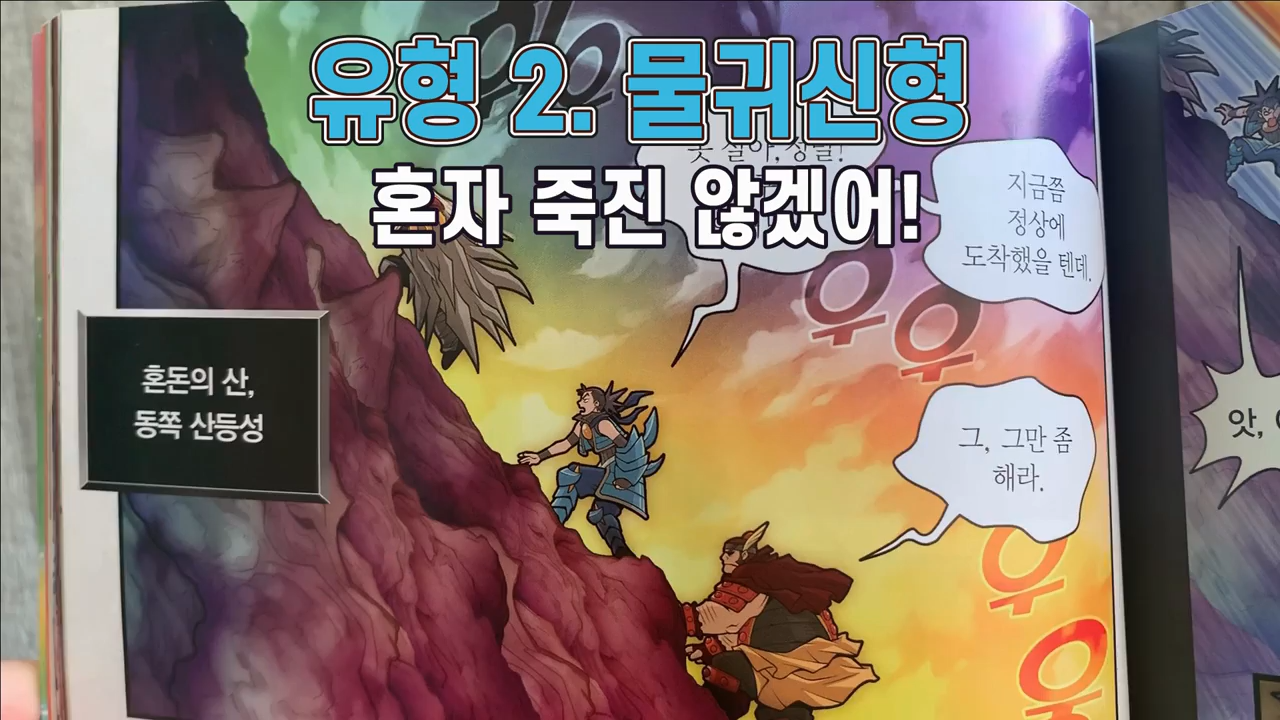 유형 2. 물귀신형
혼자 죽진 않겠어!
지금쯤
정상에
도착했을 텐데.
우우
혼돈의 산,
동쪽 산등성
그, 그만 좀
해라.
앗,
우
우